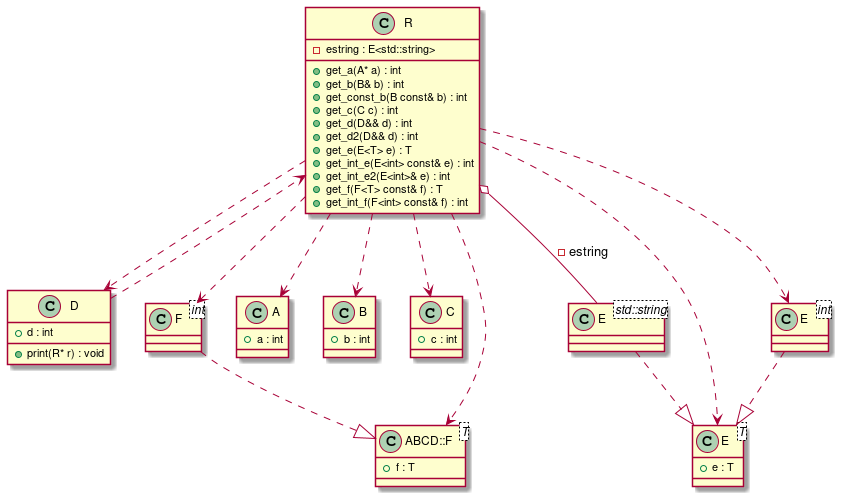 C R
estring : E<std::string>
get_a(A* a) : int
get_b(B& b) : int
get_const_b(B const& b) : int
get_c(C c) : int
get_d(D&& d) : int
get_d2(D&& d) : int
get_e(E<T> e) : T
get_int_e(E<int> const& e) : int
get_int_e2(E<int>& e) : int
get_f(F<T> const& f) : T
get_int_f(F<int> const& f) : int
estring
C D
d : int
print(R* r) : void
C F
int
C A
a : int
C B
b : int
C C
c : int
C E
std::string
C E
int
C ABCD::F
T
f : T
C E
T
e : T